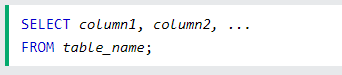 SELECT column1, column2, ...
FROM table_name;